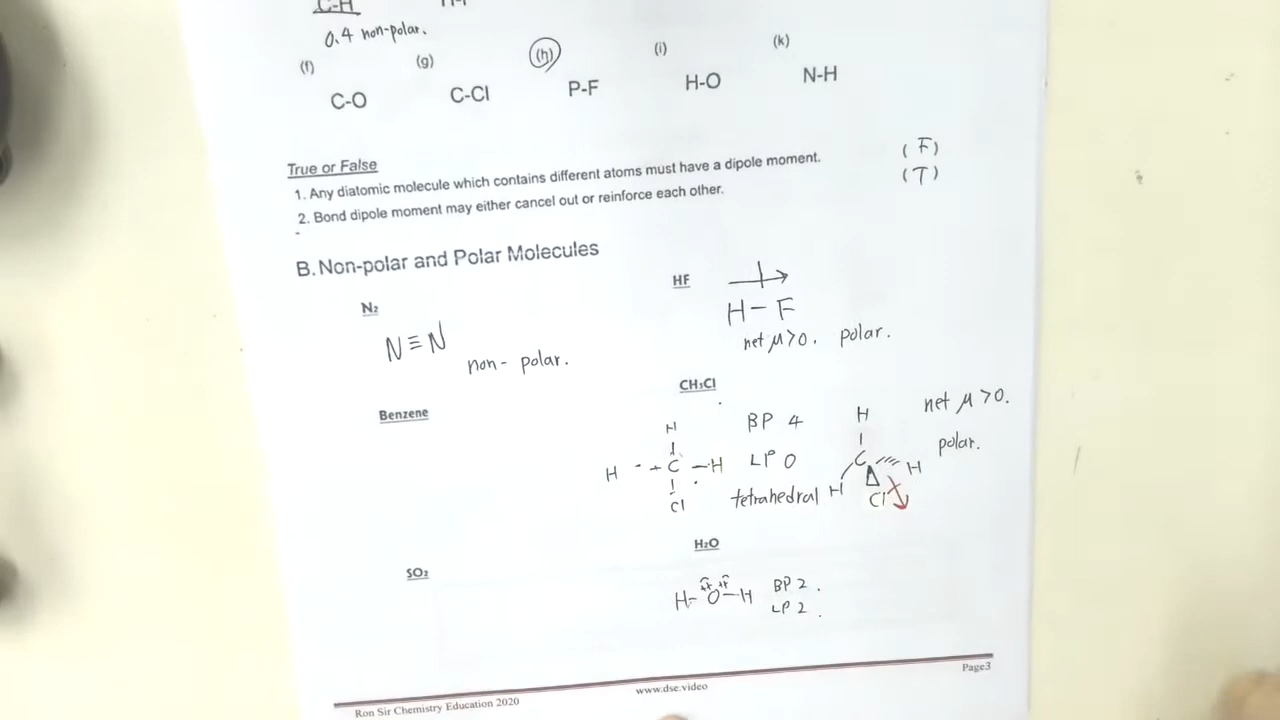 C-H
0.4 non-polar.
(f)
(g)
(h)
(i)
(k)
C-O
C-Cl
P-F
H-O
N-H
True or False
1. Any diatomic molecule which contains different atoms must have a dipole moment.
(F)
2. Bond dipole moment may either cancel out or reinforce each other.
(T)
B. Non-polar and Polar Molecules
N₂
N≡N
non-polar.
HF
H-F
net μ>0. polar.
Benzene
CH₃Cl
H
H-C-H
Cl
BP 4
LP 0
tetrahedral
H
C
H
H
Cl
net μ>0.
polar.
SO₂
H₂O
H-O-H
BP 2.
LP 2.
Ron Sir Chemistry Education 2020
www.dse.video
Page3